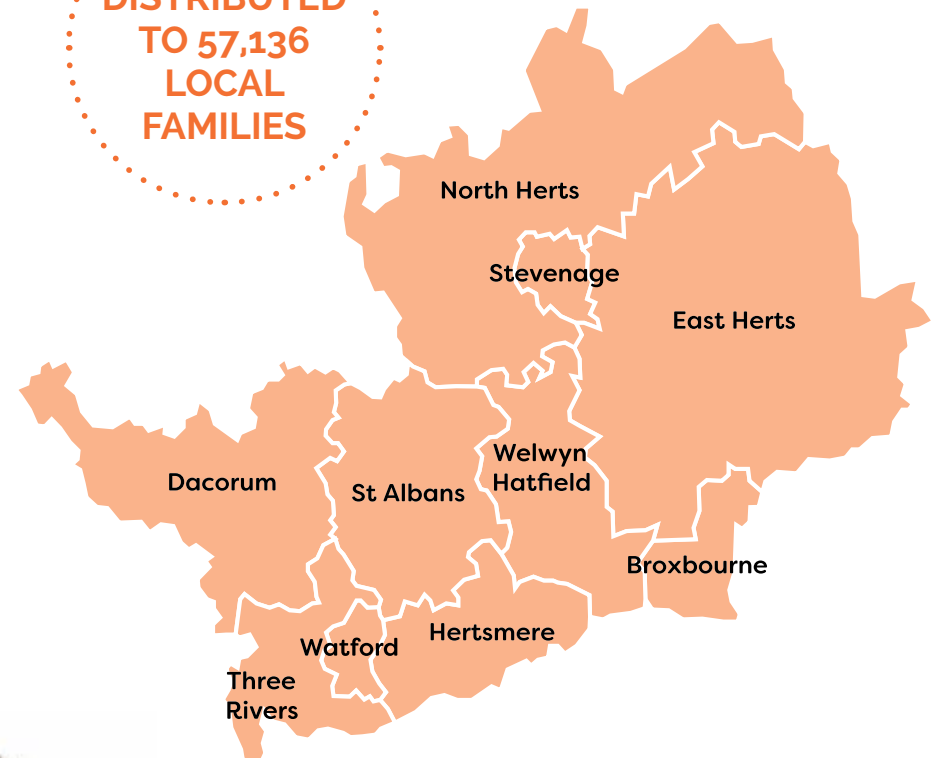 DISTRIBUTED
TO 57,136
LOCAL
FAMILIES
North Herts
Stevenage
East Herts
Welwyn
Hatfield
Dacorum
St Albans
Broxbourne
Hertsmere
Watford
Three
Rivers